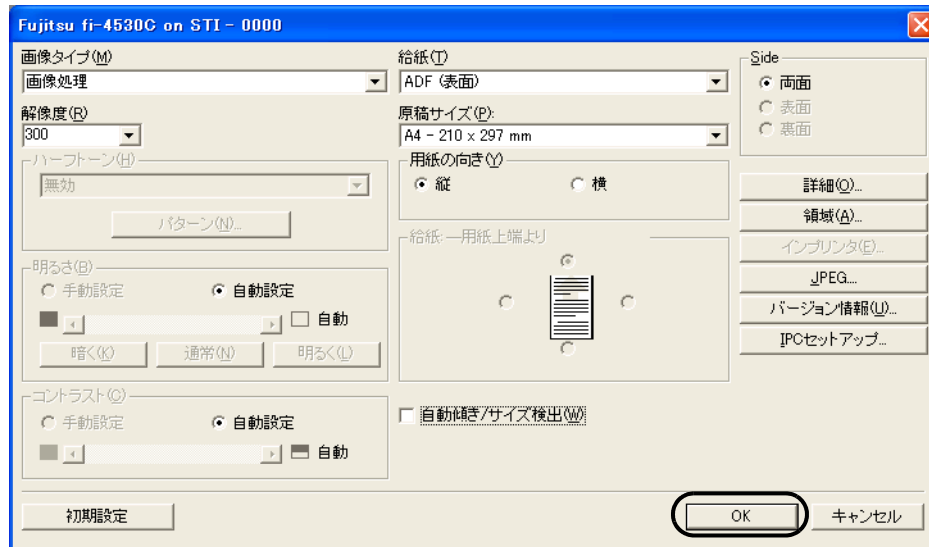 Fujitsu fi-4530C on STI - 0000
画像タイプ(M)
画像処理
給紙(T)
ADF (表面)
Side
両面
表面
裏面
解像度(R)
300
原稿サイズ(P):
A4 - 210 x 297 mm
ハーフトーン(H)
無効
パターン(N)...
用紙の向き(Y)
縦
横
給紙:―用紙上端より
明るさ(B)
手動設定
自動設定
自動
暗く(K)
通常(N)
明るく(L)
コントラスト(C)
手動設定
自動設定
自動
自動傾き/サイズ検出(W)
詳細(O)...
領域(A)...
インプリンタ(E)...
JPEG...
バージョン情報(U)...
IPCセットアップ...
初期設定
OK
キャンセル